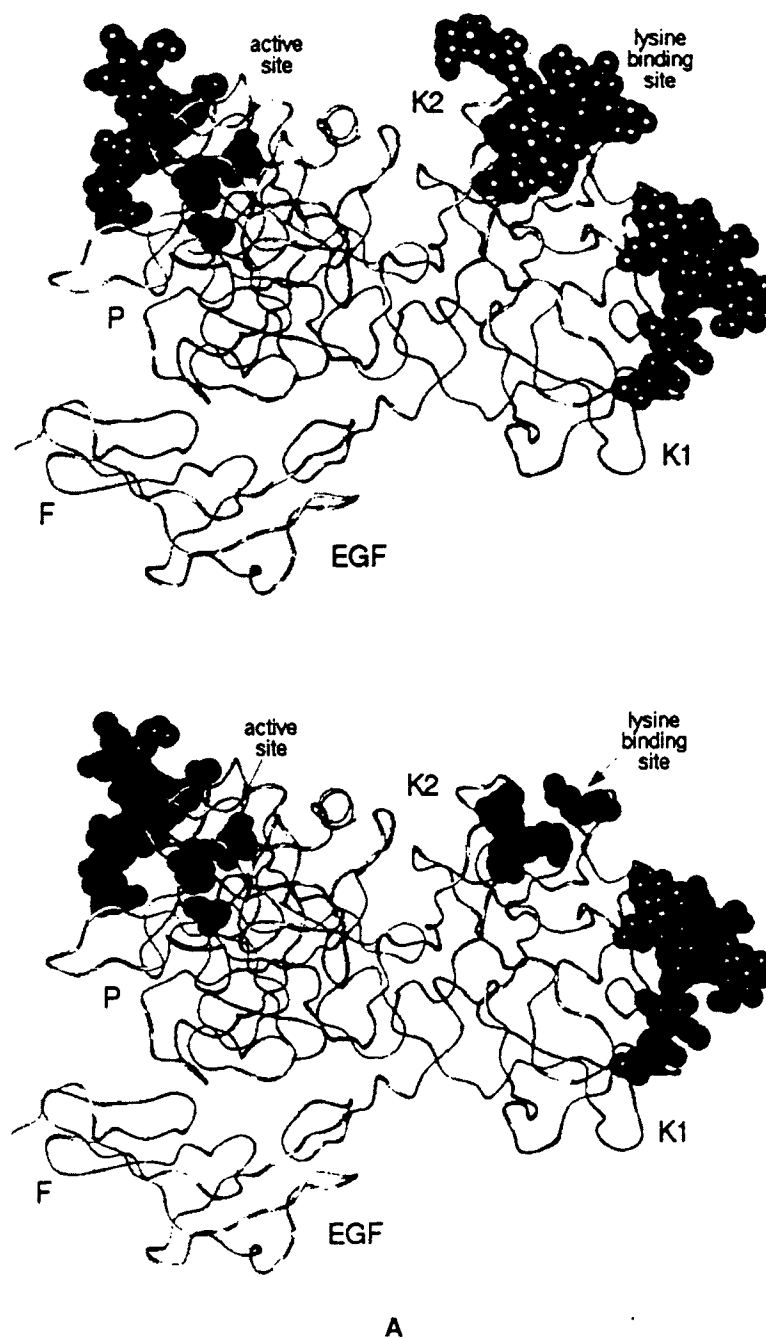 active
site
lysine
binding
site
K2
P
K1
F
EGF
active
site
lysine
binding
site
K2
P
K1
F
EGF
A